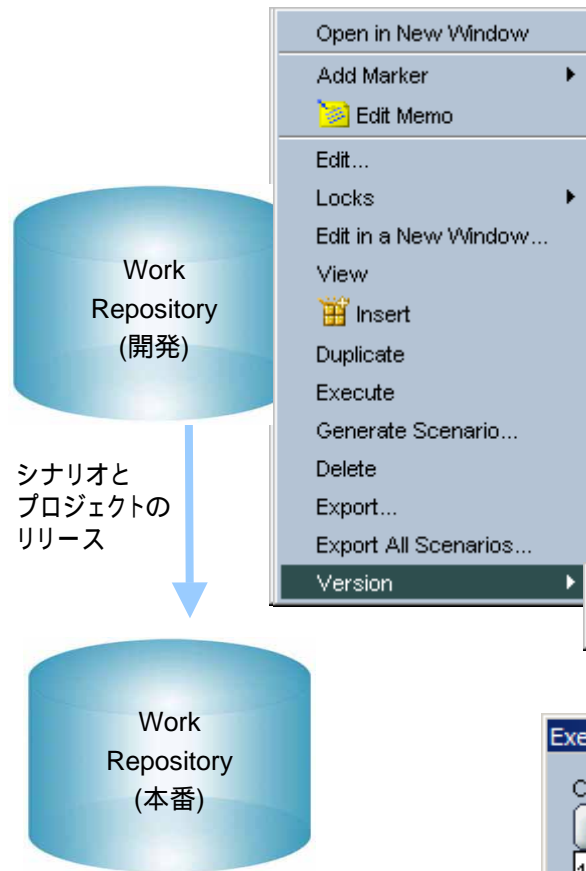 Open in New Window
Add Marker
Edit Memo
Edit...
Locks
Edit in a New Window...
View
Insert
Duplicate
Execute
Generate Scenario...
Delete
Export...
Export All Scenarios...
Version
Work
Repository
(開発)
シナリオと
プロジェクトの
リリース
Work
Repository
(本番)